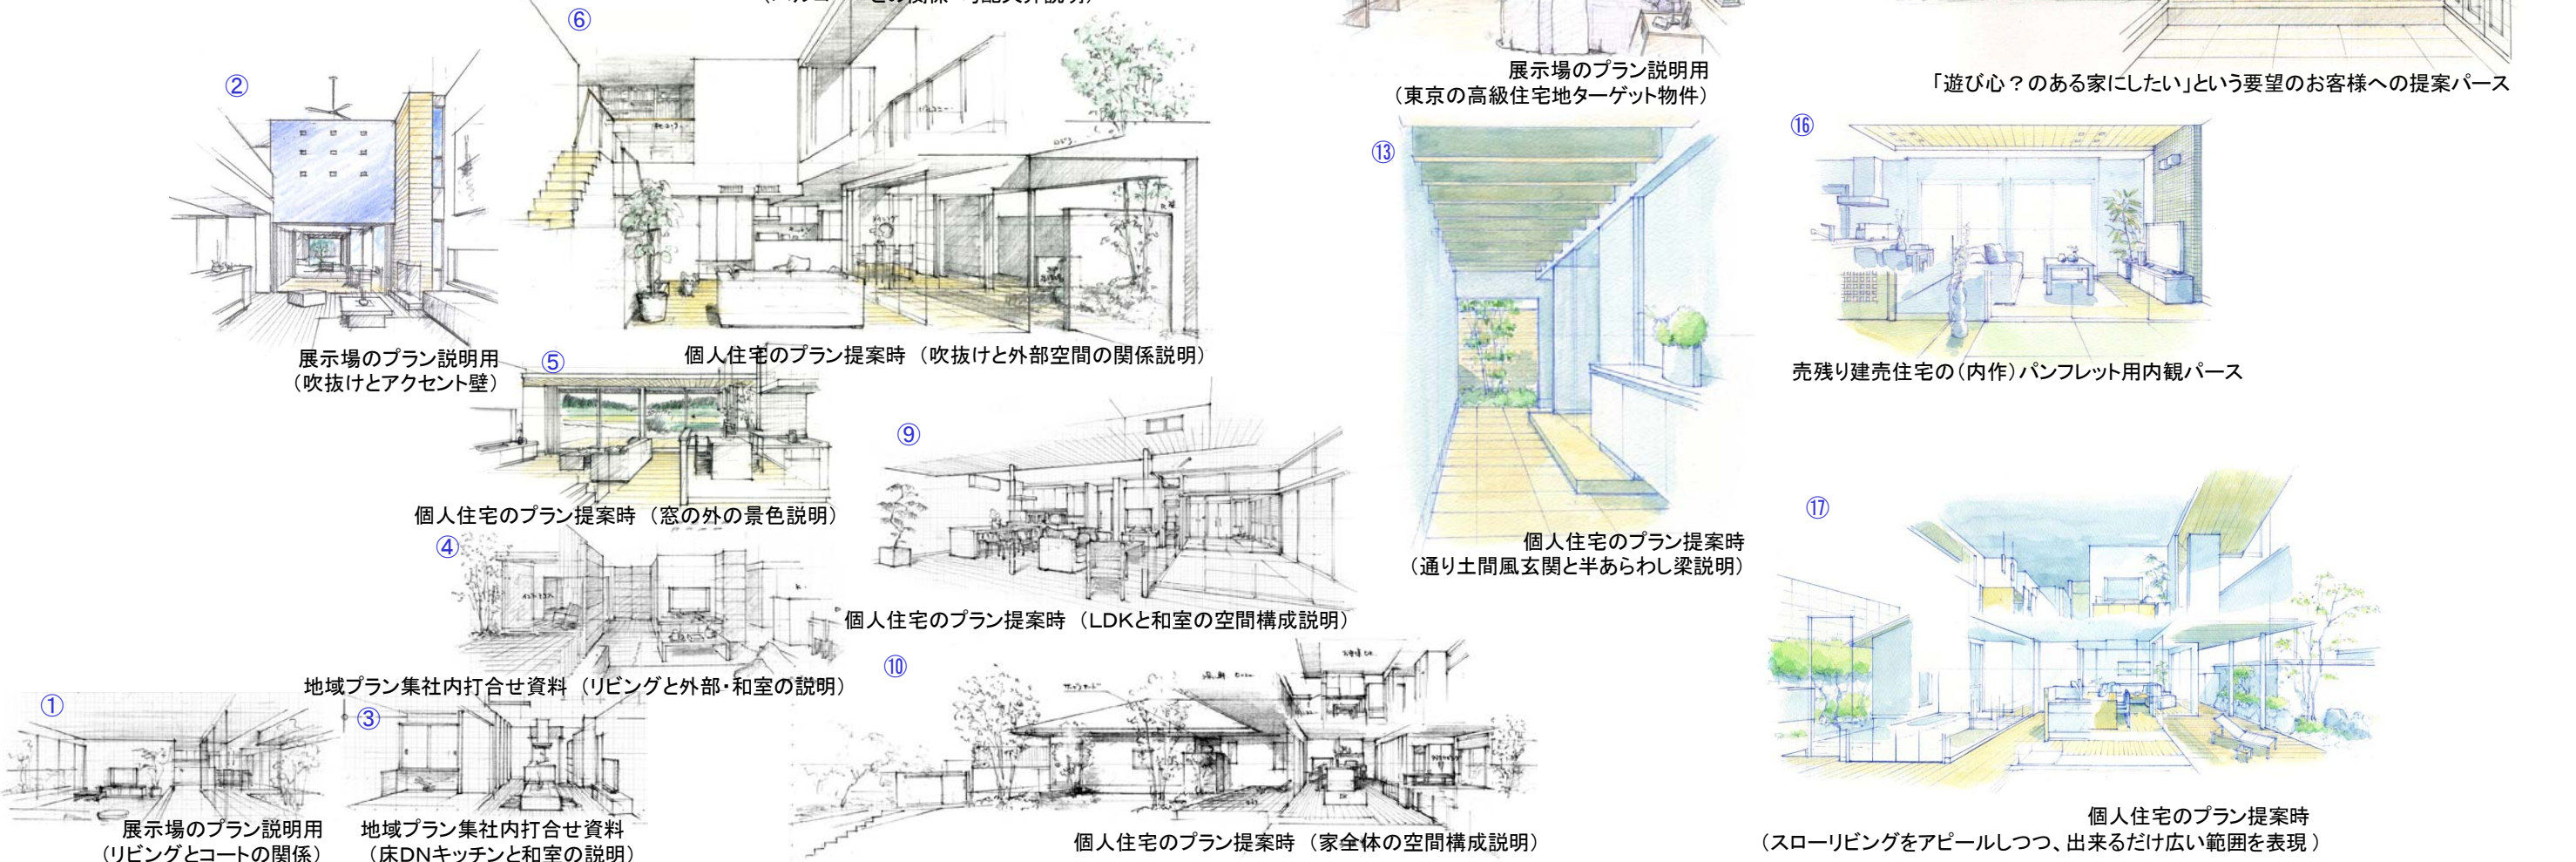 ⑥
②
展示場のプラン説明用
(東京の高級住宅地ターゲット物件)
「遊び心?のある家にしたい」という要望のお客様への提案パース
⑬
⑯
展示場のプラン説明用
(吹抜けとアクセント壁)
個人住宅のプラン提案時 (吹抜けと外部空間の関係説明)
⑤
売残り建売住宅の(内作)パンフレット用内観パース
⑨
個人住宅のプラン提案時 (窓の外の景色説明)
⑰
④
個人住宅のプラン提案時
(通り土間風玄関と半あらわし梁説明)
個人住宅のプラン提案時 (LDKと和室の空間構成説明)
⑩
地域プラン集社内打合せ資料 (リビングと外部・和室の説明)
①
③
展示場のプラン説明用
(リビングとコートの関係)
地域プラン集社内打合せ資料
(床DNキッチンと和室の説明)
個人住宅のプラン提案時 (家全体の空間構成説明)
個人住宅のプラン提案時
(スローリビングをアピールしつつ、出来るだけ広い範囲を表現)